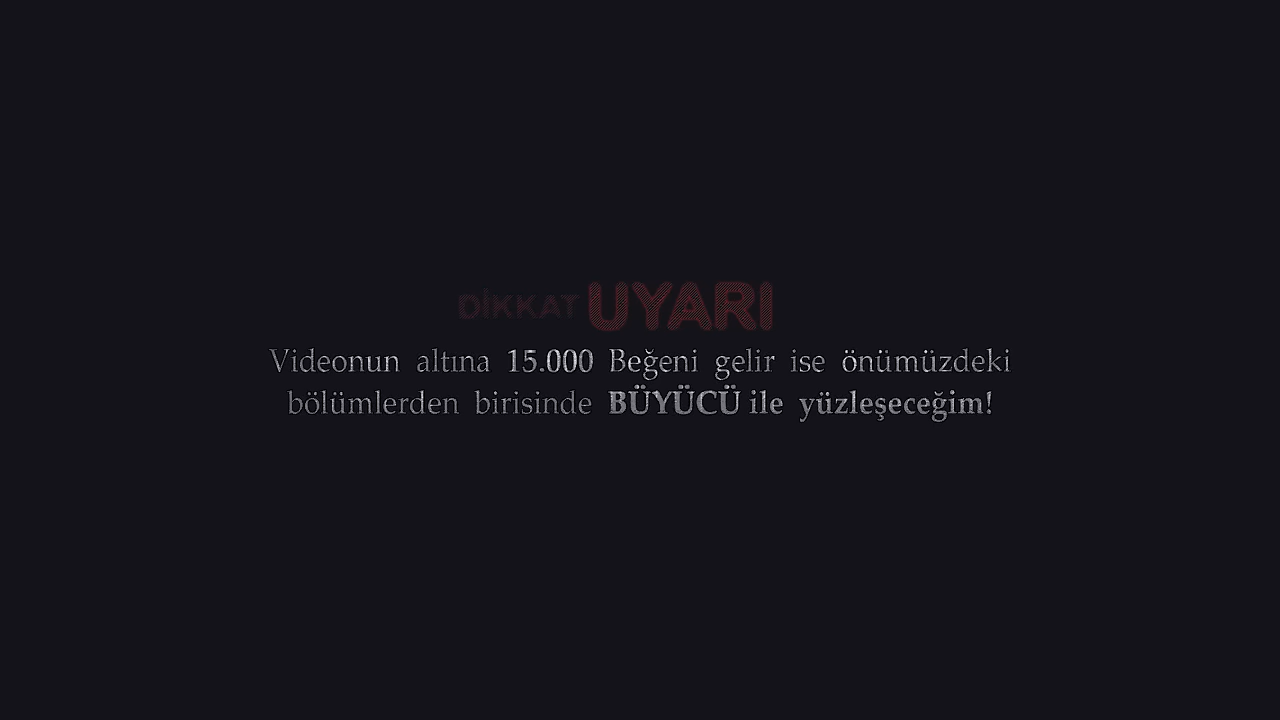 DİKKAT UYARI
Videonun altına 15.000 Beğeni gelir ise önümüzdeki
bölümlerden birisinde BÜYÜCÜ ile yüzleşeceğim!